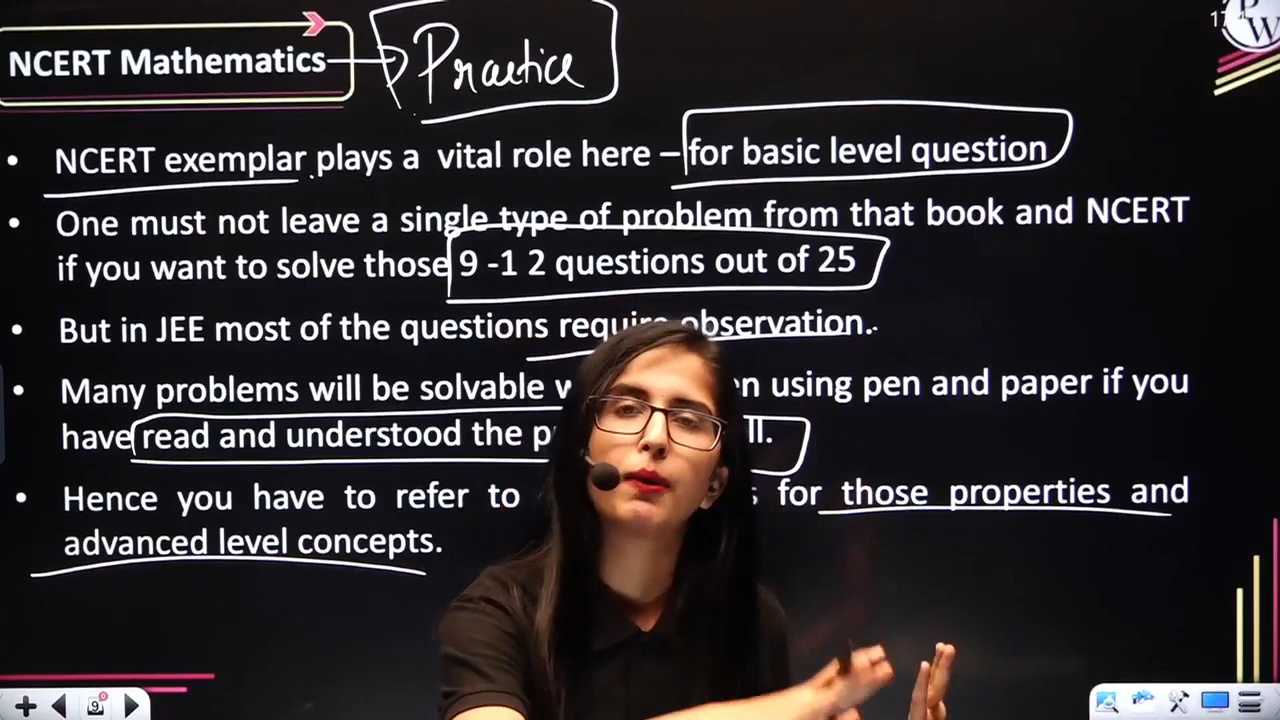 17
PW
NCERT Mathematics Practice
• NCERT exemplar plays a vital role here – for basic level question
• One must not leave a single type of problem from that book and NCERT
if you want to solve those 9 -1 2 questions out of 25
• But in JEE most of the questions require observation.
• Many problems will be solvable using pen and paper if you
have read and understood the
• Hence you have to refer to for those properties and
advanced level concepts.
9